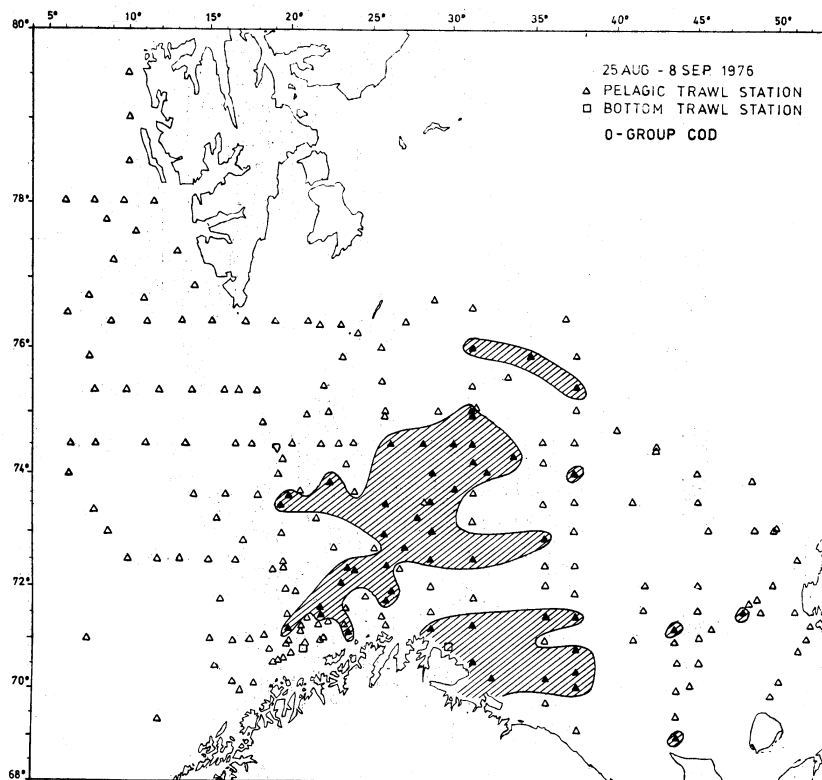 5° 10° 15° 20° 25° 30° 35° 40° 45° 50°
80°
25 AUG - 8 SEP. 1976
PELAGIC TRAWL STATION
BOTTOM TRAWL STATION
0-GROUP COD
78°
76°
74°
72°
70°
68°